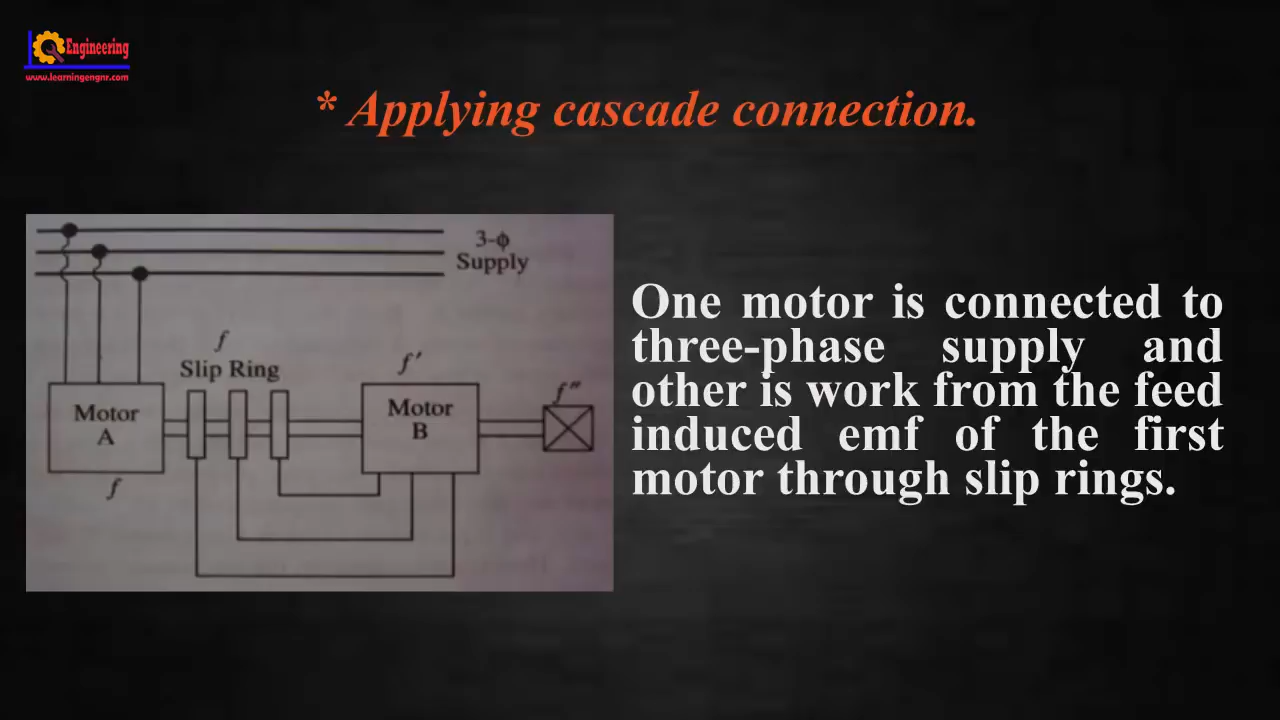 Engineering
www.learningengnr.com
* Applying cascade connection.
3-ϕ
Supply
f
Slip Ring
f′
f″
Motor
A
Motor
B
f
One motor is connected to
three-phase supply and
other is work from the feed
induced emf of the first
motor through slip rings.